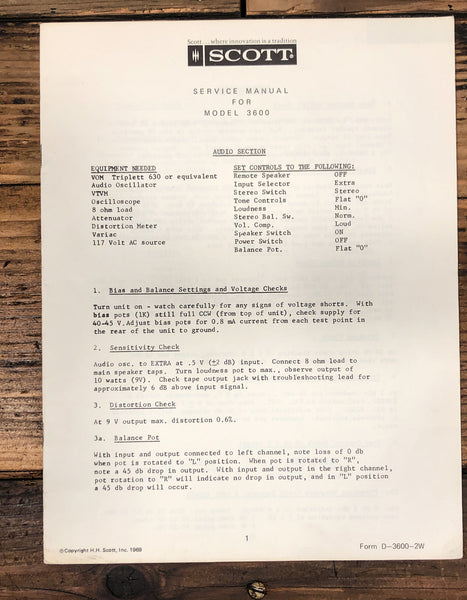 Scott...where innovation is a tradition
SCOTT®
SERVICE MANUAL
FOR
MODEL 3600
AUDIO SECTION
EQUIPMENT NEEDED SET CONTROLS TO THE FOLLOWING:
VOM Triplett 630 or equivalent Remote Speaker OFF
Audio Oscillator Input Selector Extra
VTVM Stereo Switch Stereo
Oscilloscope Tone Controls Flat "0"
8 ohm load Loudness Min.
Attenuator Stereo Bal. Sw. Norm.
Distortion Meter Vol. Comp. Loud
Variac Speaker Switch ON
117 Volt AC source Power Switch OFF
Balance Pot. Flat "0"
1. Bias and Balance Settings and Voltage Checks
Turn unit on - watch carefully for any signs of voltage shorts. With
bias pots (1K) still full CCW (from top of unit), check supply for
40-45 V. Adjust bias pots for 0.8 mA current from each test point in
the rear of the unit to ground.
2. Sensitivity Check
Audio osc. to EXTRA at .5 V (±2 dB) input. Connect 8 ohm load to
main speaker taps. Turn loudness pot to max., observe output of
10 watts (9V). Check tape output jack with troubleshooting lead for
approximately 6 dB above input signal.
3. Distortion Check
At 9 V output max. distortion 0.6%.
3a. Balance Pot
With input and output connected to left channel, note loss of 0 db
when pot is rotated to "L" position. When pot is rotated to "R",
note a 45 db drop in output. With input and output in the right channel,
pot rotation to "R" will indicate no drop in output, and in "L" position
a 45 db drop will occur.
1
©Copyright H.H. Scott, Inc. 1969
Form D-3600-2W